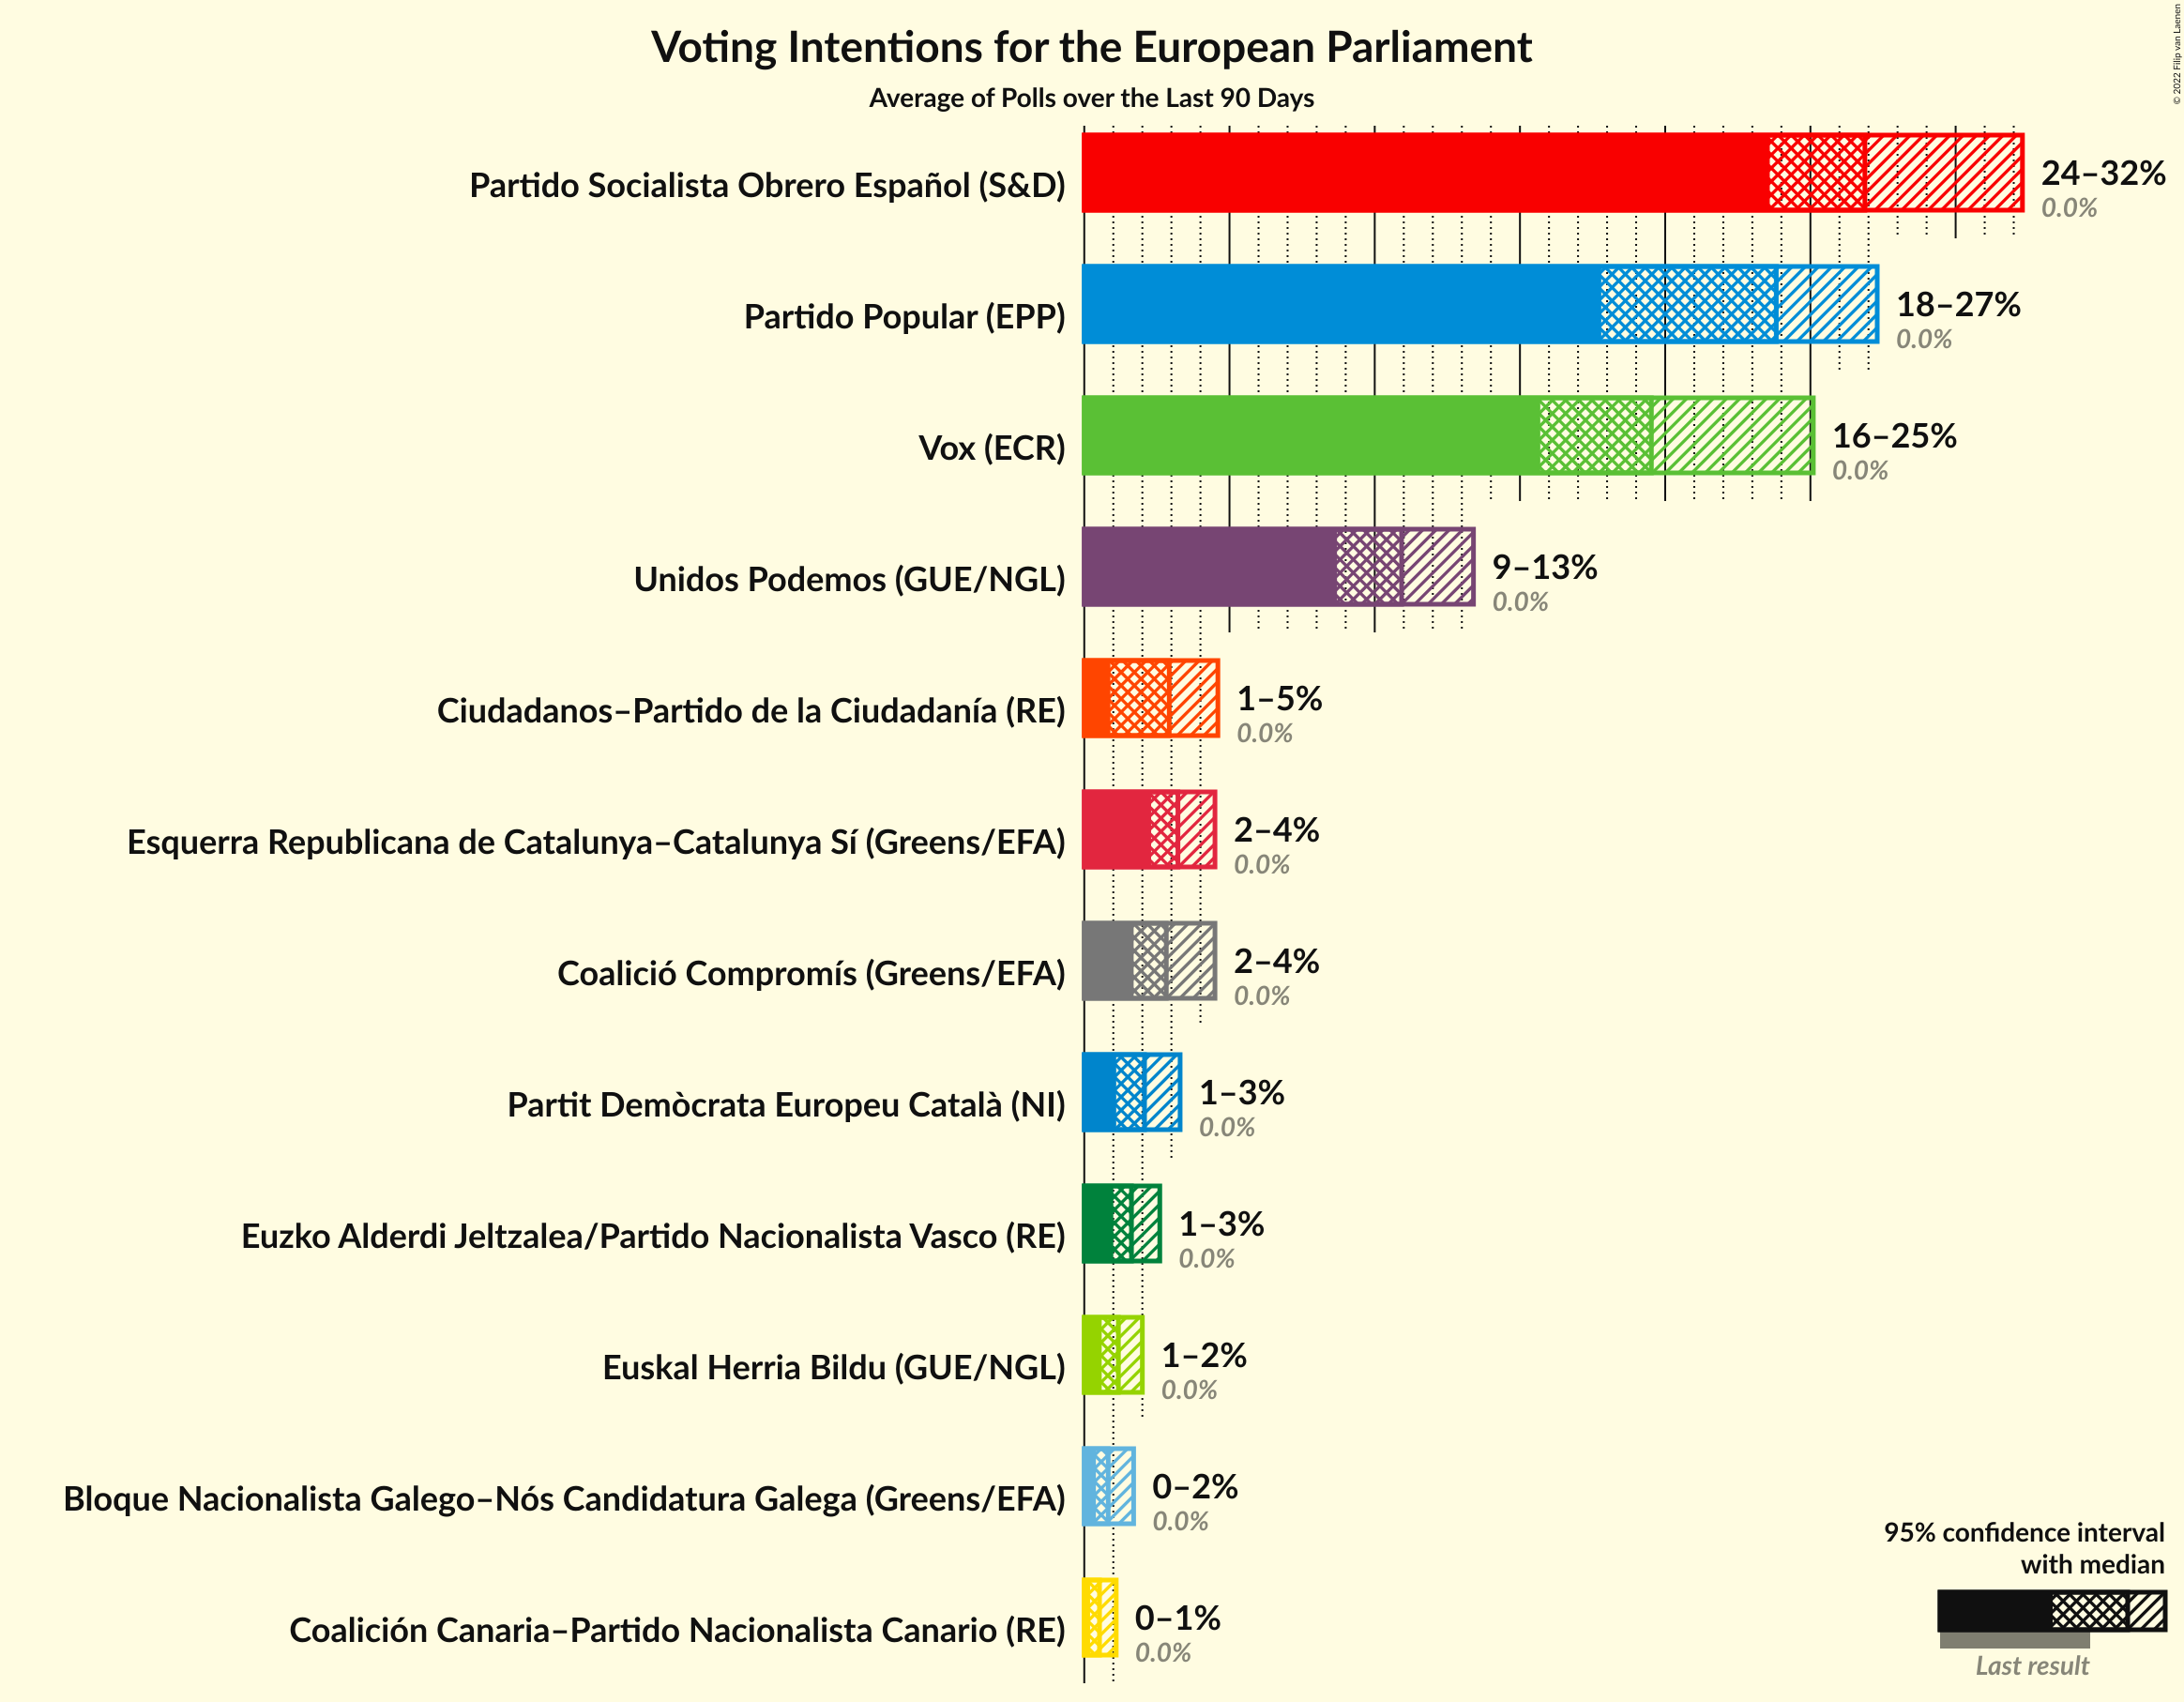 © 2022 Filip van Laenen
Voting Intentions for the European Parliament
Average of Polls over the Last 90 Days
Partido Socialista Obrero Español (S&D)
24–32%
0.0%
Partido Popular (EPP)
18–27%
0.0%
Vox (ECR)
16–25%
0.0%
Unidos Podemos (GUE/NGL)
9–13%
0.0%
Ciudadanos–Partido de la Ciudadanía (RE)
1–5%
0.0%
Esquerra Republicana de Catalunya–Catalunya Sí (Greens/EFA)
2–4%
0.0%
Coalició Compromís (Greens/EFA)
2–4%
0.0%
Partit Demòcrata Europeu Català (NI)
1–3%
0.0%
Euzko Alderdi Jeltzalea/Partido Nacionalista Vasco (RE)
1–3%
0.0%
Euskal Herria Bildu (GUE/NGL)
1–2%
0.0%
Bloque Nacionalista Galego–Nós Candidatura Galega (Greens/EFA)
0–2%
0.0%
Coalición Canaria–Partido Nacionalista Canario (RE)
0–1%
0.0%
95% confidence interval
with median
Last result